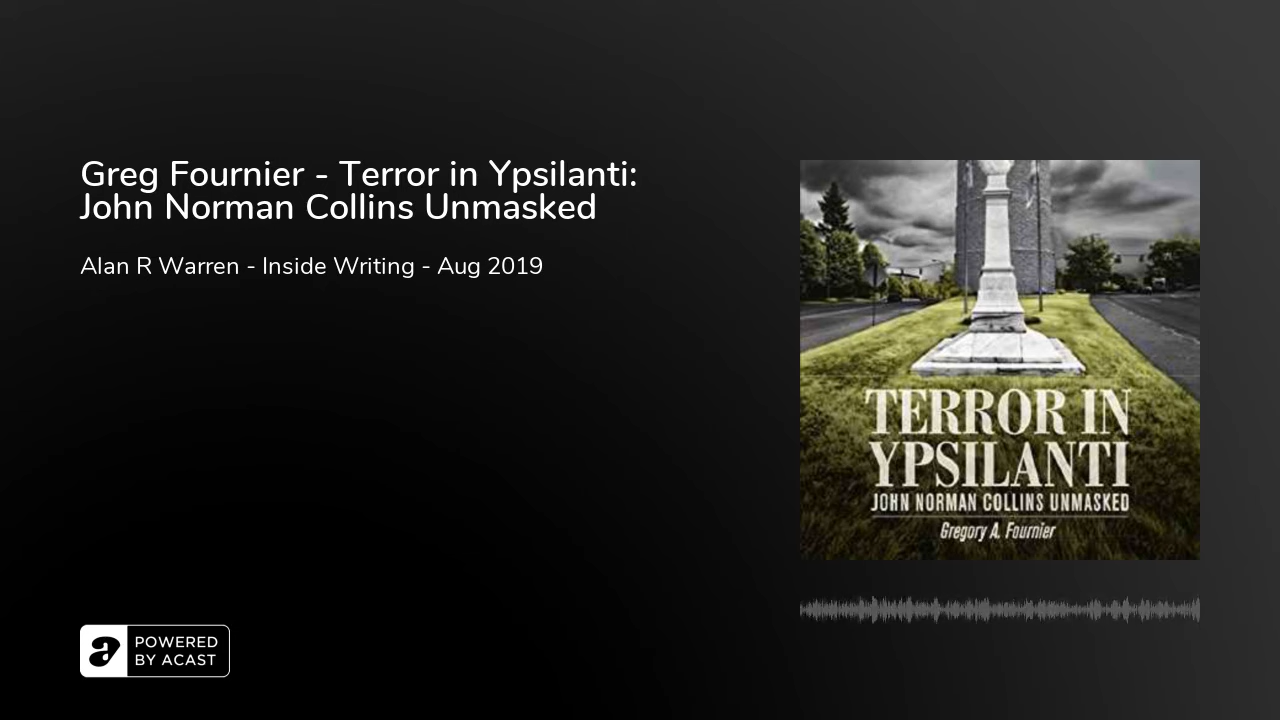 Greg Fournier - Terror in Ypsilanti:
John Norman Collins Unmasked
Alan R Warren - Inside Writing - Aug 2019
TERROR IN
YPSILANTI
JOHN NORMAN COLLINS UNMASKED
Gregory A. Fournier
POWERED
BY ACAST